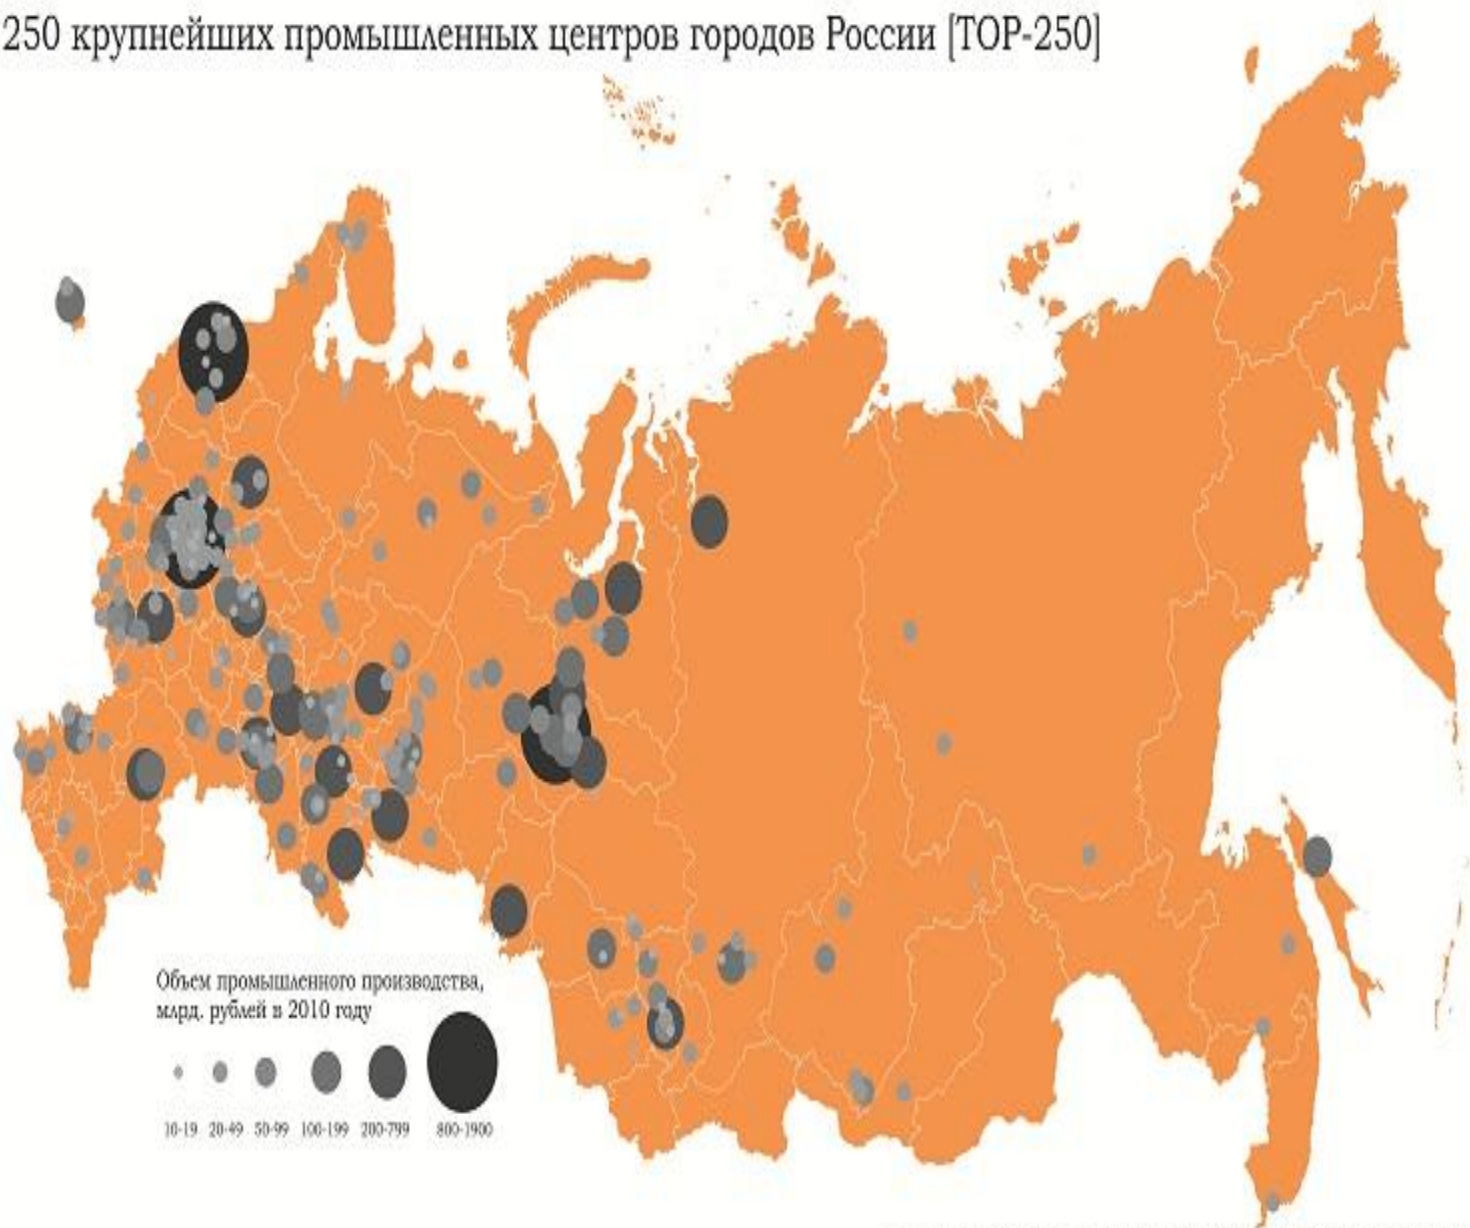 250 крупнейших промышленных центров городов России [TOP-250]
Объем промышленного производства,
млрд. рублей в 2010 году
10-19 20-49 50-99 100-199 200-799 800-1900